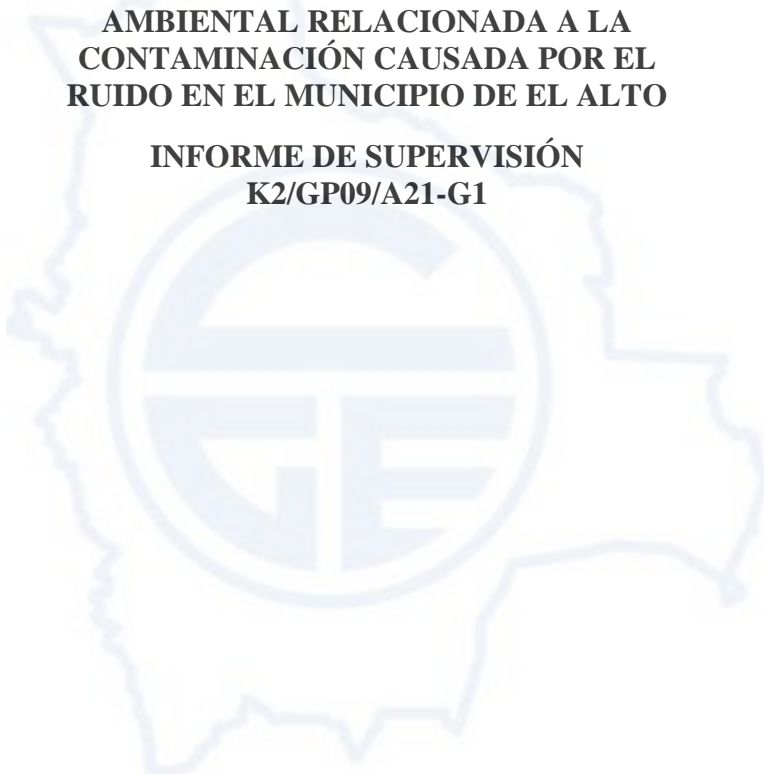 AMBIENTAL RELACIONADA A LA
CONTAMINACIÓN CAUSADA POR EL
RUIDO EN EL MUNICIPIO DE EL ALTO
INFORME DE SUPERVISIÓN
K2/GP09/A21-G1
CGE